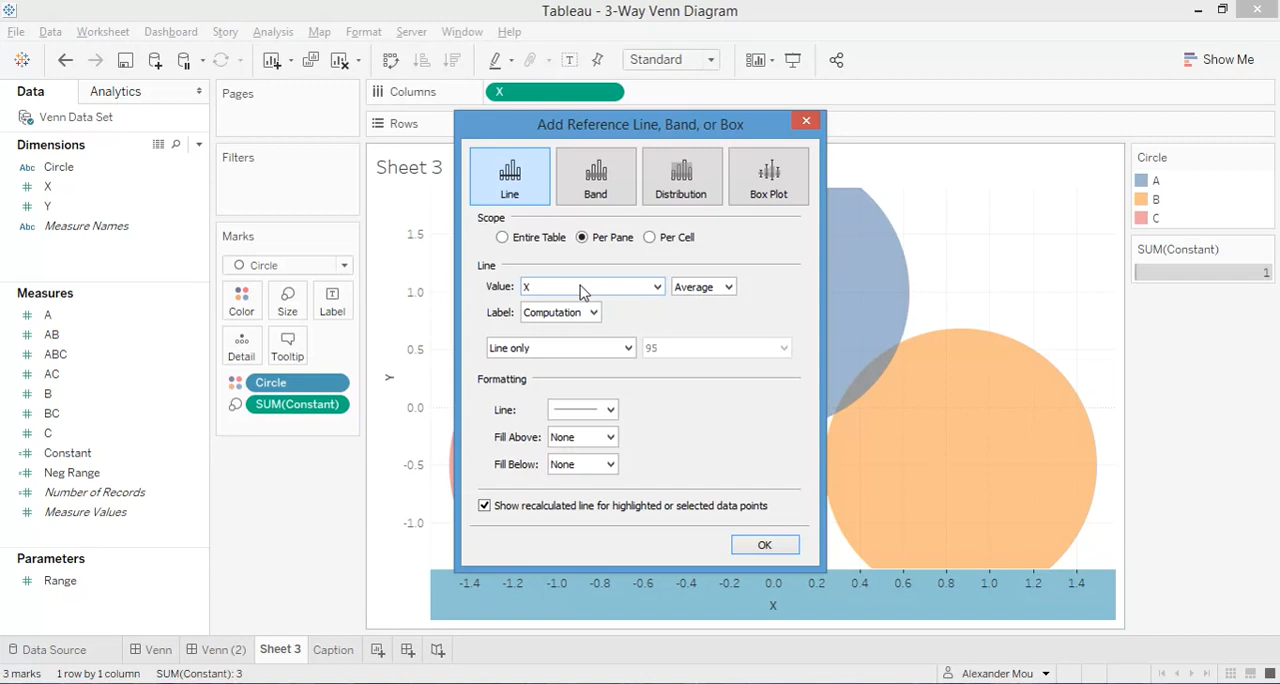 Tableau - 3-Way Venn Diagram
File Data Worksheet Dashboard Story Analysis Map Format Server Window Help
Standard
Show Me
Data Analytics
Venn Data Set
Dimensions
Abc Circle
# X
# Y
Abc Measure Names
Measures
# A
# AB
# ABC
# AC
# B
# BC
# C
=# Constant
=# Neg Range
=# Number of Records
# Measure Values
Parameters
# Range
Pages
Filters
Marks
Circle
Color Size Label
Detail Tooltip
Circle
SUM(Constant)
Columns X
Rows
Sheet 3
Y
1.5
1.0
0.5
0.0
-0.5
-1.0
-1.4 -1.2 -1.0 -0.8 -0.6 -0.4 -0.2 0.0 0.2 0.4 0.6 0.8 1.0 1.2 1.4
X
Add Reference Line, Band, or Box
Line Band Distribution Box Plot
Scope
Entire Table Per Pane Per Cell
Line
Value: X Average
Label: Computation
Line only 95
Formatting
Line:
Fill Above: None
Fill Below: None
Show recalculated line for highlighted or selected data points
OK
Circle
A
B
C
SUM(Constant)
1
Data Source Venn Venn (2) Sheet 3 Caption
3 marks 1 row by 1 column SUM(Constant): 3 Alexander Mou